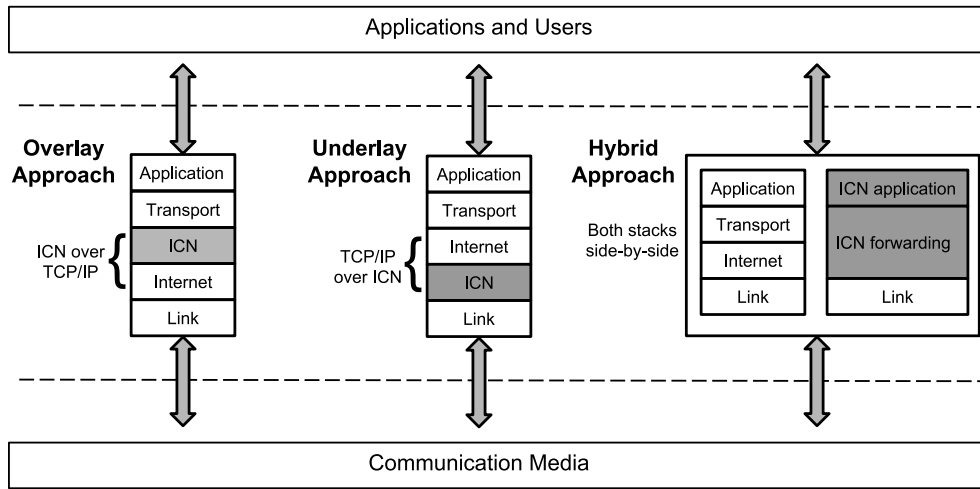 Applications and Users
Overlay
Approach
Application
Transport
ICN
Internet
Link
ICN over
TCP/IP
Underlay
Approach
Application
Transport
Internet
ICN
Link
TCP/IP
over ICN
Hybrid
Approach
Both stacks
side-by-side
Application
Transport
Internet
Link
ICN application
ICN forwarding
Link
Communication Media